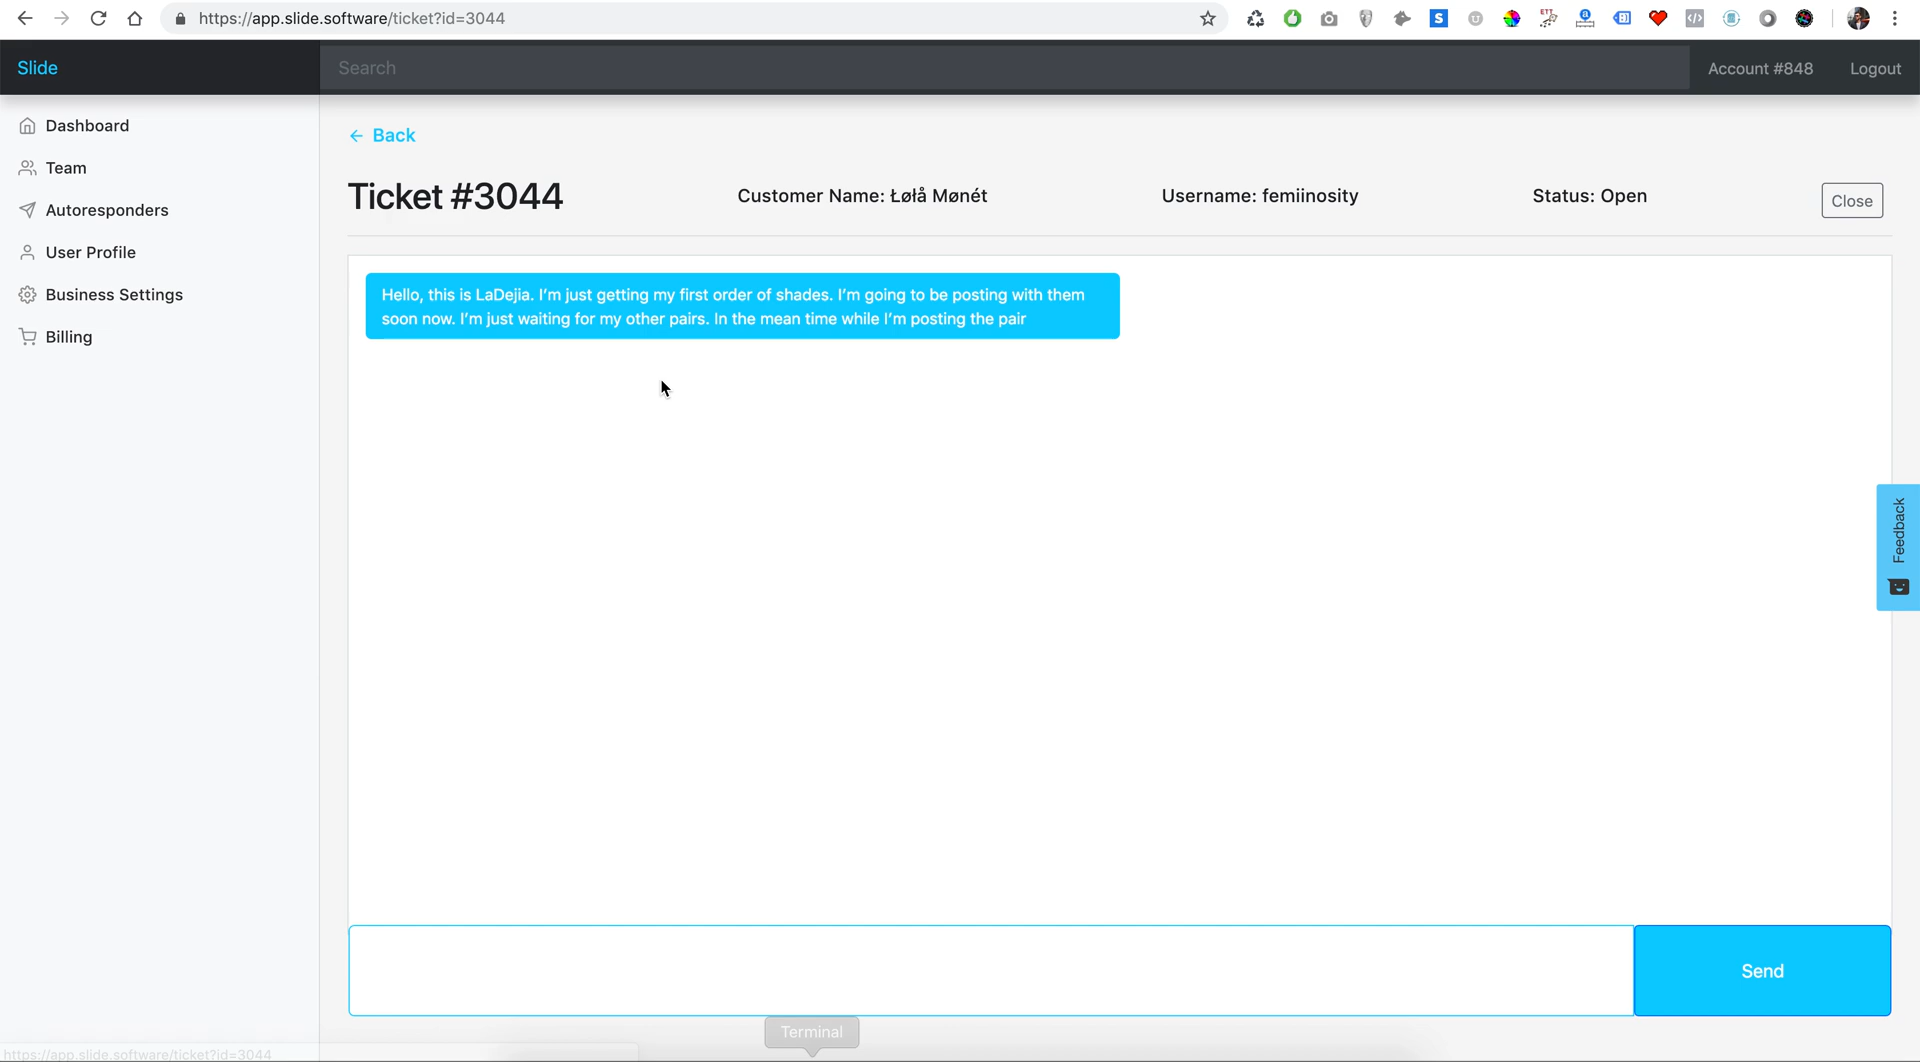 https://app.slide.software/ticket?id=3044
Slide
Search
Account #848
Logout
Dashboard
Team
Autoresponders
User Profile
Business Settings
Billing
← Back
Ticket #3044
Customer Name: Łøłå Mønét
Username: femiinosity
Status: Open
Close
Hello, this is LaDejia. I’m just getting my first order of shades. I’m going to be posting with them
soon now. I’m just waiting for my other pairs. In the mean time while I’m posting the pair
Feedback
Send
Terminal
https://app.slide.software/ticket?id=3044